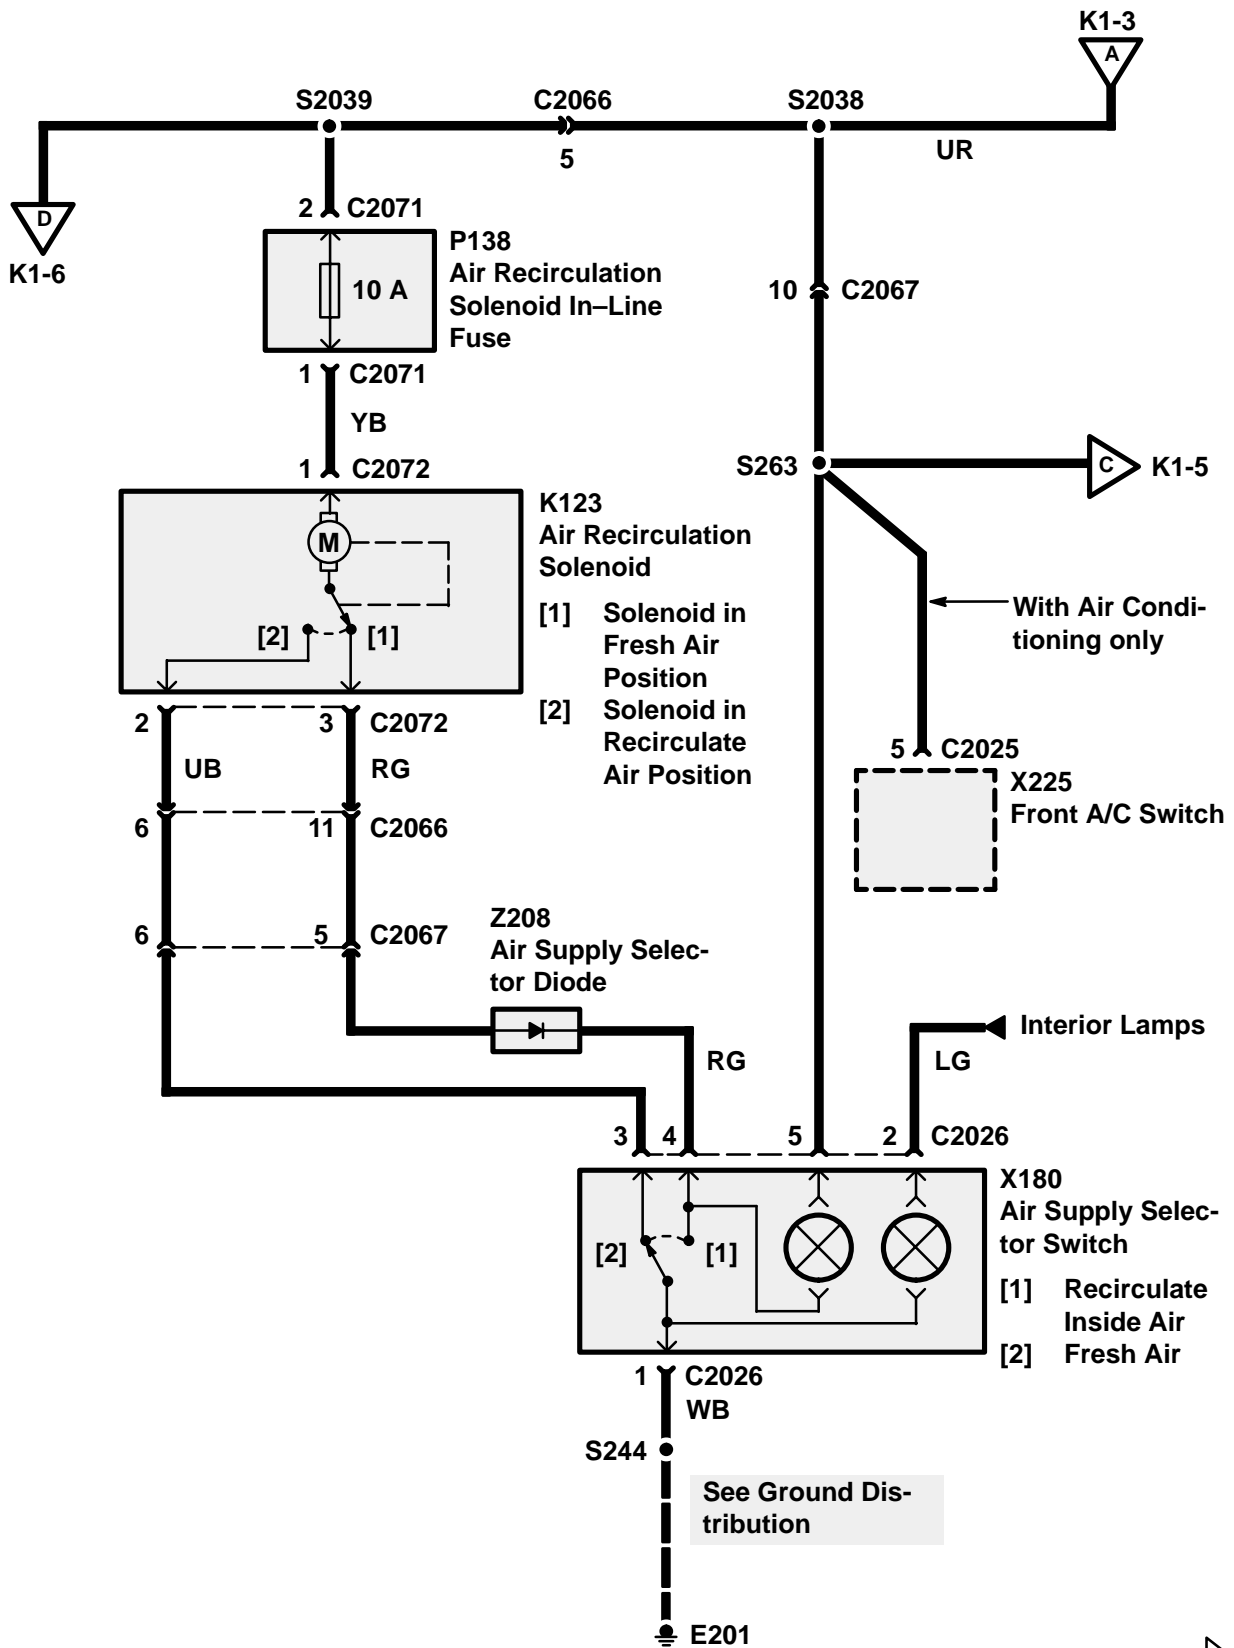 K1-3
A
S2039
C2066
S2038
5
UR
D
K1-6
2
C2071
P138
Air Recirculation
Solenoid In–Line
Fuse
10 A
10
C2067
1
C2071
YB
1
C2072
S263
C
K1-5
K123
Air Recirculation
Solenoid
M
[2]
[1]
[1] Solenoid in
Fresh Air
Position
[2] Solenoid in
Recirculate
Air Position
With Air Condi-
tioning only
2
3
C2072
UB
RG
5
C2025
X225
Front A/C Switch
6
11
C2066
6
5
C2067
Z208
Air Supply Selec-
tor Diode
Interior Lamps
RG
LG
3
4
5
2
C2026
X180
Air Supply Selec-
tor Switch
[2]
[1]
[1] Recirculate
Inside Air
[2] Fresh Air
1
C2026
WB
S244
See Ground Dis-
tribution
E201